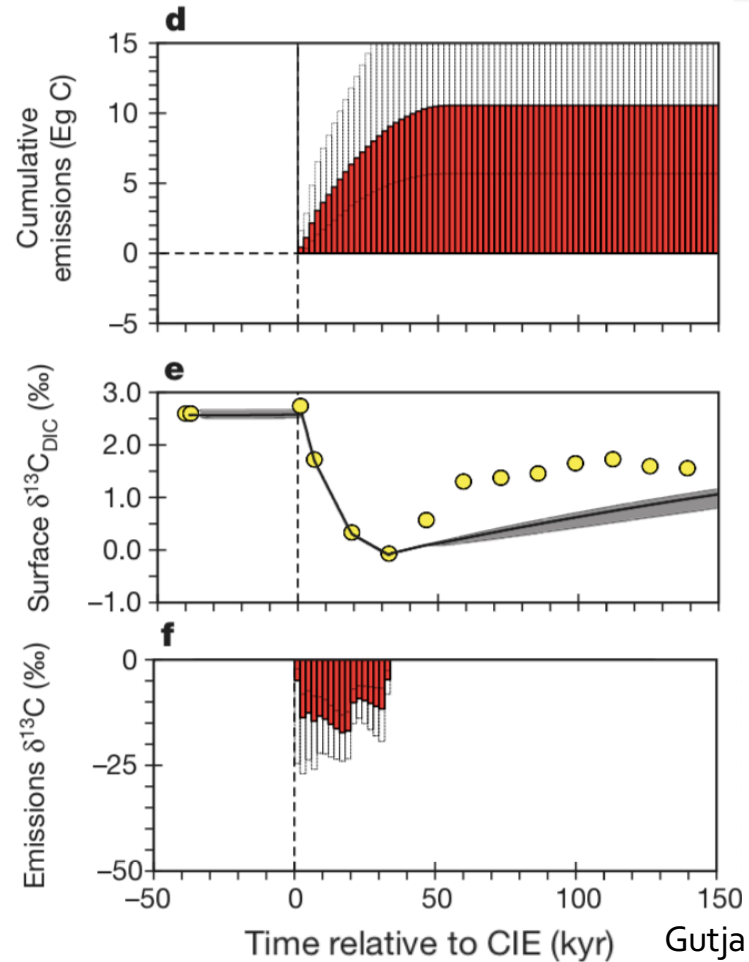 d
Cumulative
emissions (Eg C)
15
10
5
0
−5
e
Surface δ¹³C_DIC (‰)
3.0
2.0
1.0
0.0
−1.0
f
Emissions δ¹³C (‰)
0
−25
−50
−50 0 50 100 150
Time relative to CIE (kyr)
Gutja